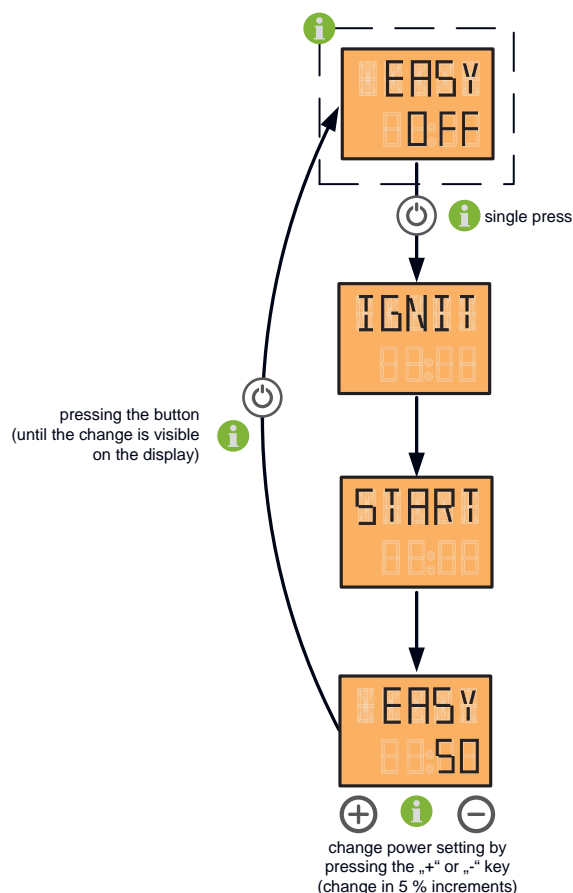 i
EASY
OFF
i
single press
IGNIT
pressing the button
(until the change is visible
on the display)
i
START
EASY
50
i
change power setting by
pressing the „+“ or „-“ key
(change in 5 % increments)